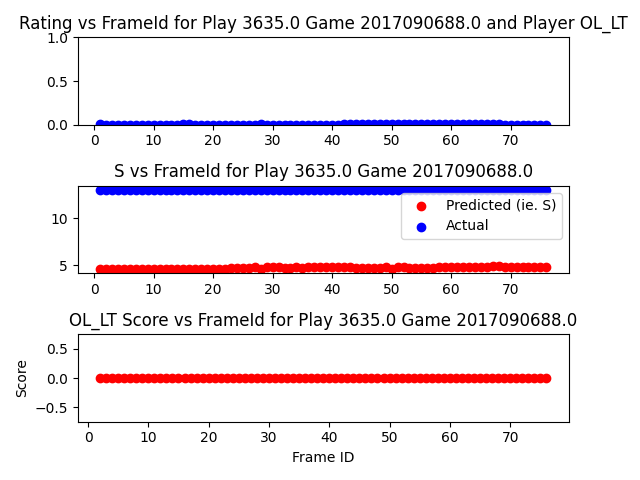 Rating vs FrameId for Play 3635.0 Game 2017090688.0 and Player OL_LT
1.0
0.5
0.0
0 10 20 30 40 50 60 70
S vs FrameId for Play 3635.0 Game 2017090688.0
10
5
Predicted (ie. S)
Actual
0 10 20 30 40 50 60 70
OL_LT Score vs FrameId for Play 3635.0 Game 2017090688.0
Score
0.5
0.0
−0.5
0 10 20 30 40 50 60 70
Frame ID